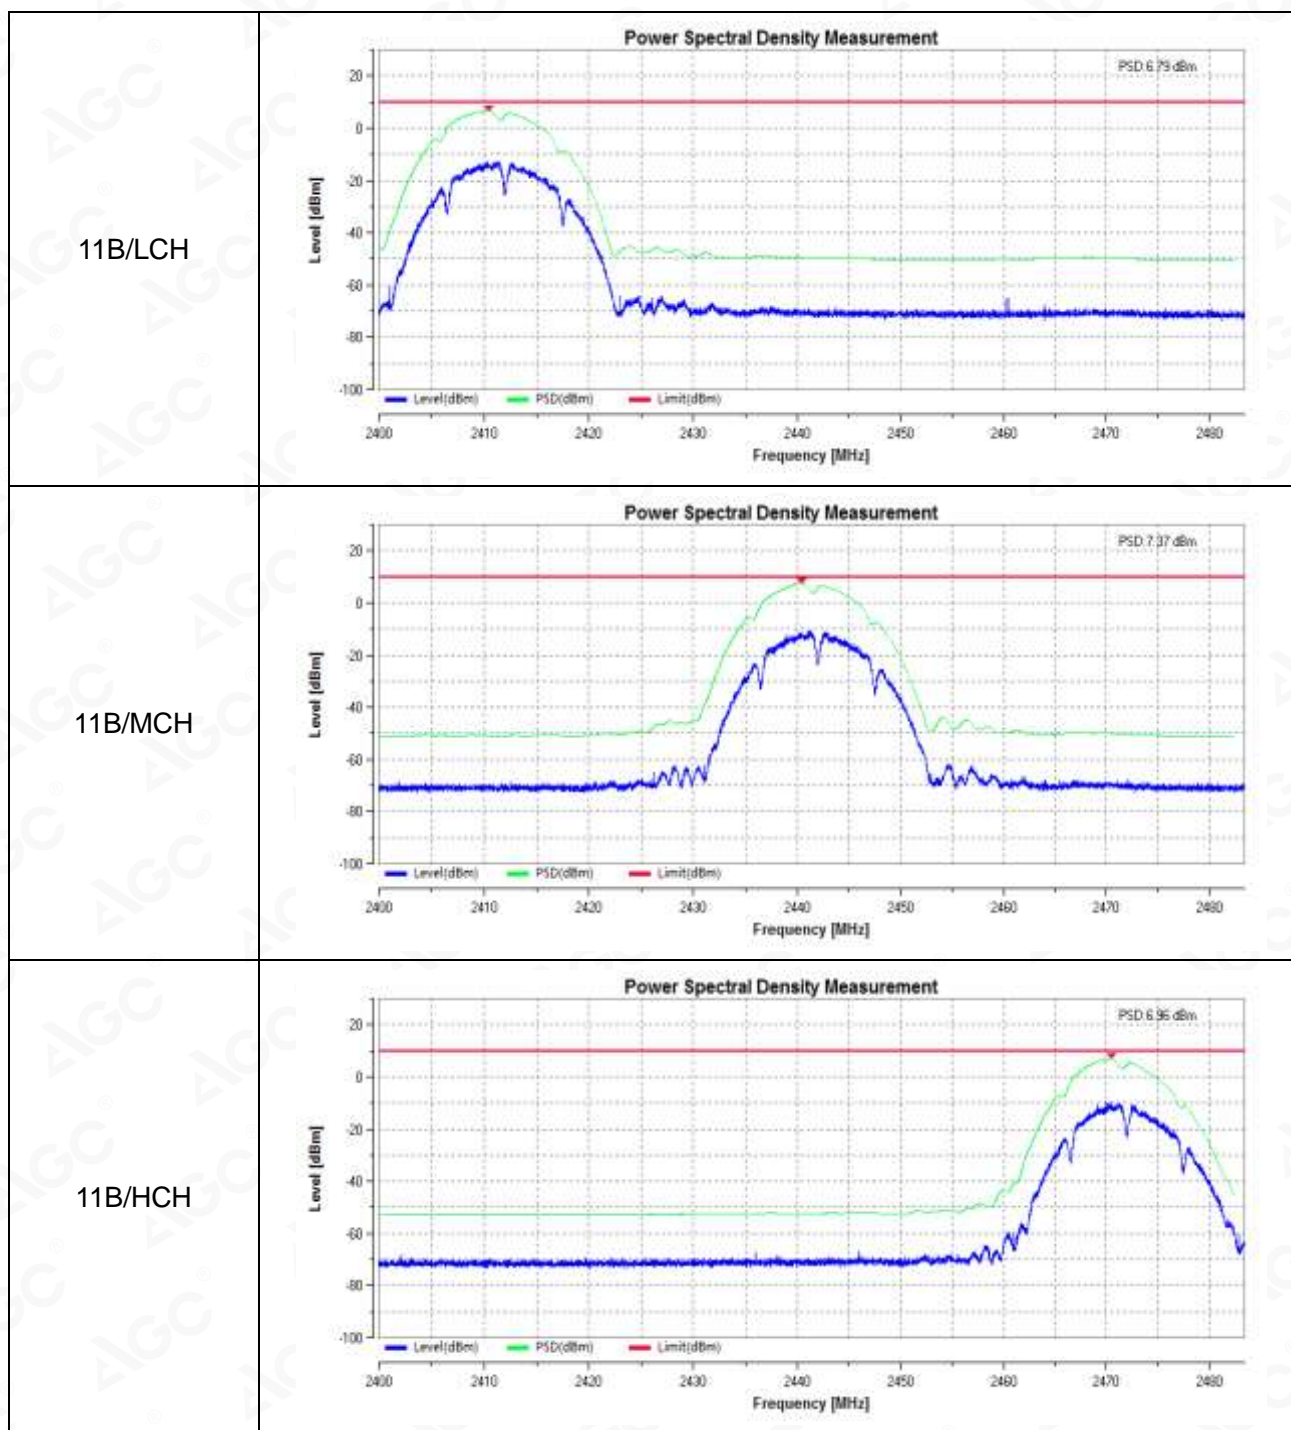 11B/LCH
Power Spectral Density Measurement
PSD:6.79 dBm
Level [dBm]
20
0
-20
-40
-60
-80
-100
Level(dBm) PSD(dBm) Limit(dBm)
2400 2410 2420 2430 2440 2450 2460 2470 2480
Frequency [MHz]
11B/MCH
Power Spectral Density Measurement
PSD:7.37 dBm
Level [dBm]
20
0
-20
-40
-60
-80
-100
Level(dBm) PSD(dBm) Limit(dBm)
2400 2410 2420 2430 2440 2450 2460 2470 2480
Frequency [MHz]
11B/HCH
Power Spectral Density Measurement
PSD:6.96 dBm
Level [dBm]
20
0
-20
-40
-60
-80
-100
Level(dBm) PSD(dBm) Limit(dBm)
2400 2410 2420 2430 2440 2450 2460 2470 2480
Frequency [MHz]
AGC